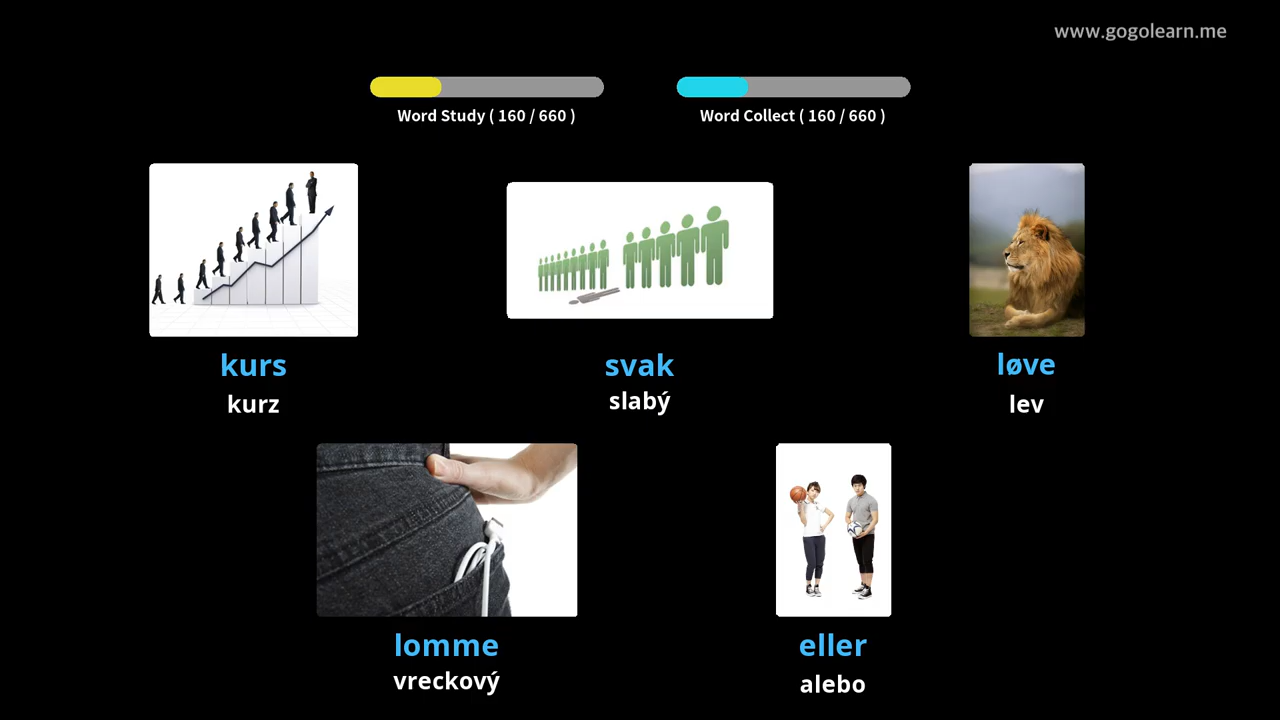 www.gogolearn.me
Word Study ( 160 / 660 )
Word Collect ( 160 / 660 )
kurs
kurz
svak
slabý
løve
lev
lomme
vreckový
eller
alebo